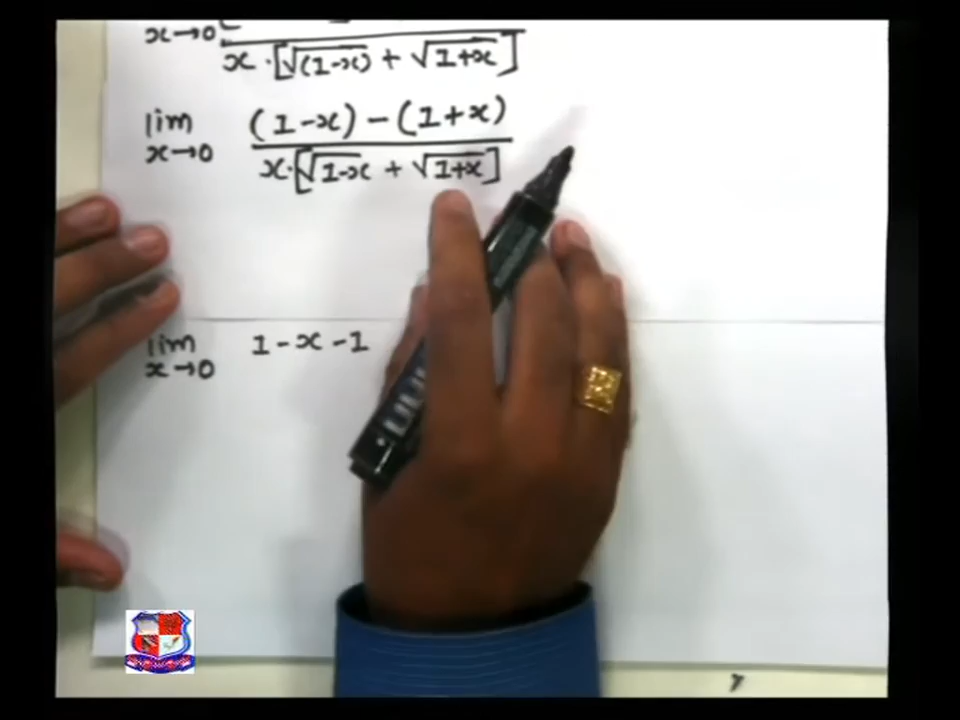 x→0 x·[√(1-x) + √1+x]
lim (1-x) - (1+x)
x→0 x·[√1-x + √1+x]
lim 1-x-1
x→0